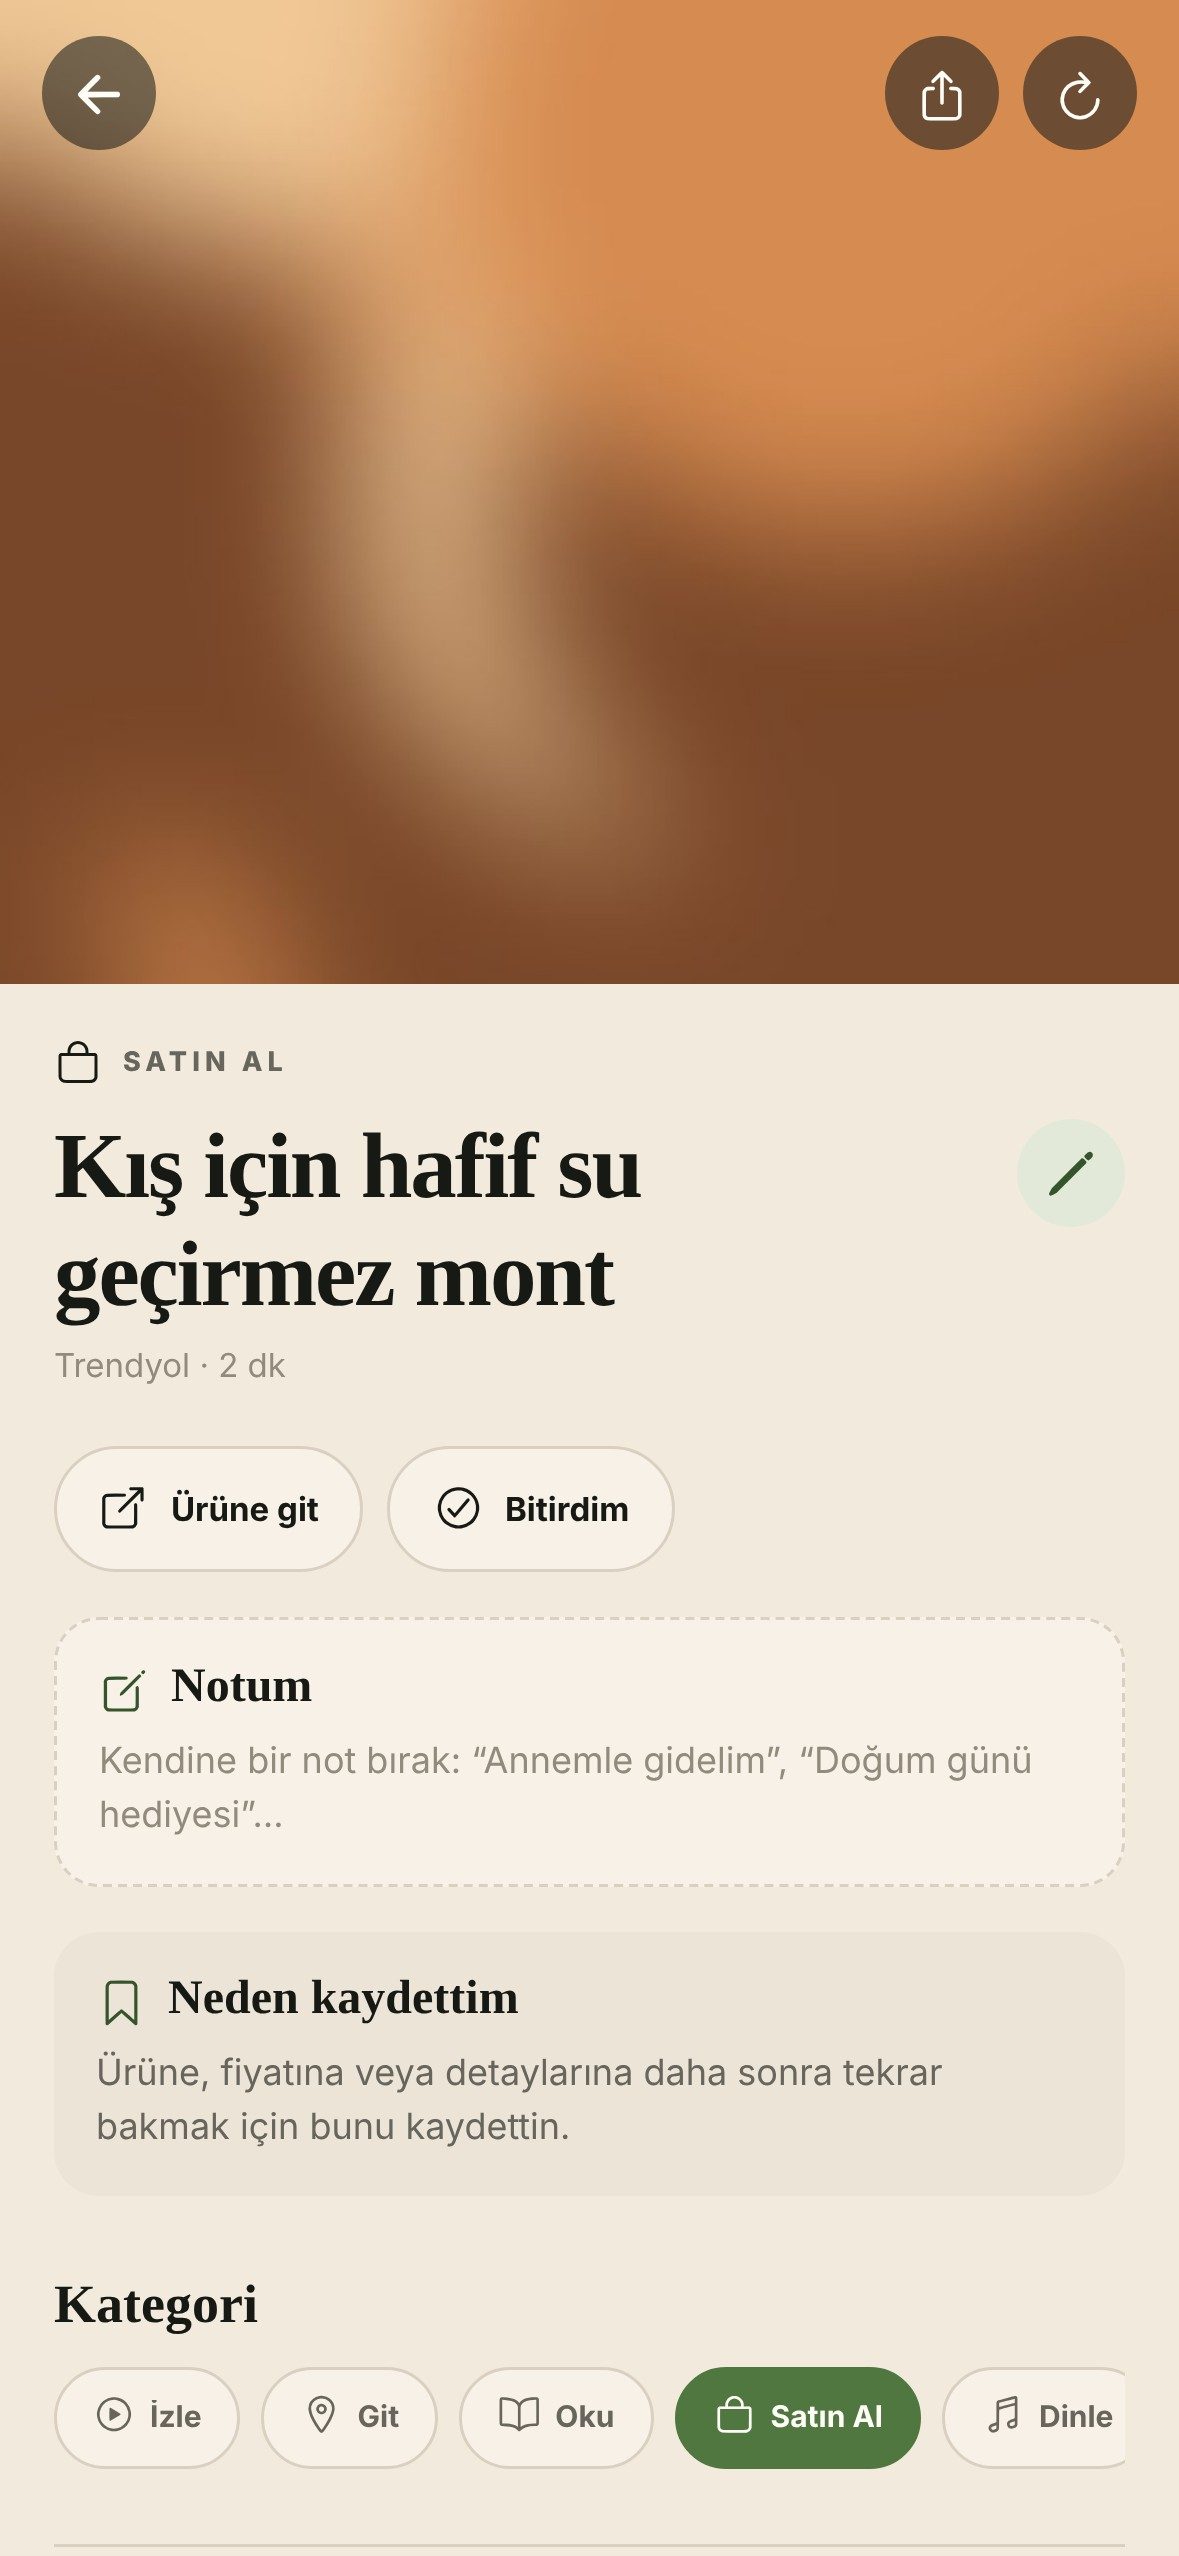 SATIN AL
Kış için hafif su
geçirmez mont
Trendyol · 2 dk
Ürüne git
Bitirdim
Notum
Kendine bir not bırak: “Annemle gidelim”, “Doğum günü
hediyesi”...
Neden kaydettim
Ürüne, fiyatına veya detaylarına daha sonra tekrar
bakmak için bunu kaydettin.
Kategori
İzle
Git
Oku
Satın Al
Dinle